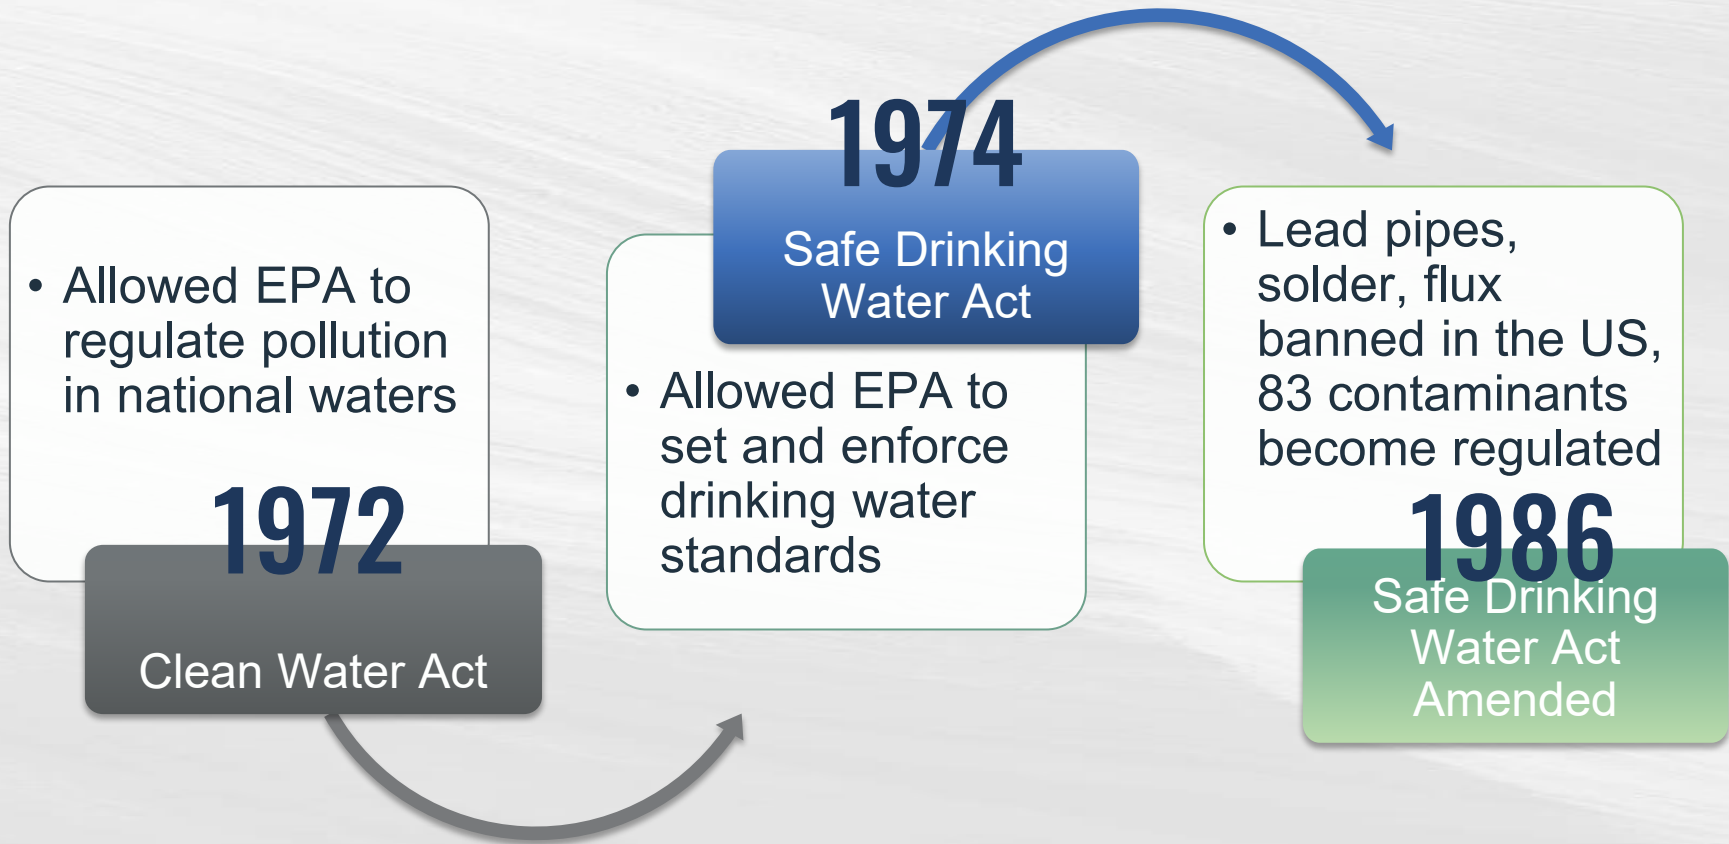 • Allowed EPA to
regulate pollution
in national waters
1972
Clean Water Act
1974
Safe Drinking
Water Act
• Allowed EPA to
set and enforce
drinking water
standards
• Lead pipes,
solder, flux
banned in the US,
83 contaminants
become regulated
1986
Safe Drinking
Water Act
Amended